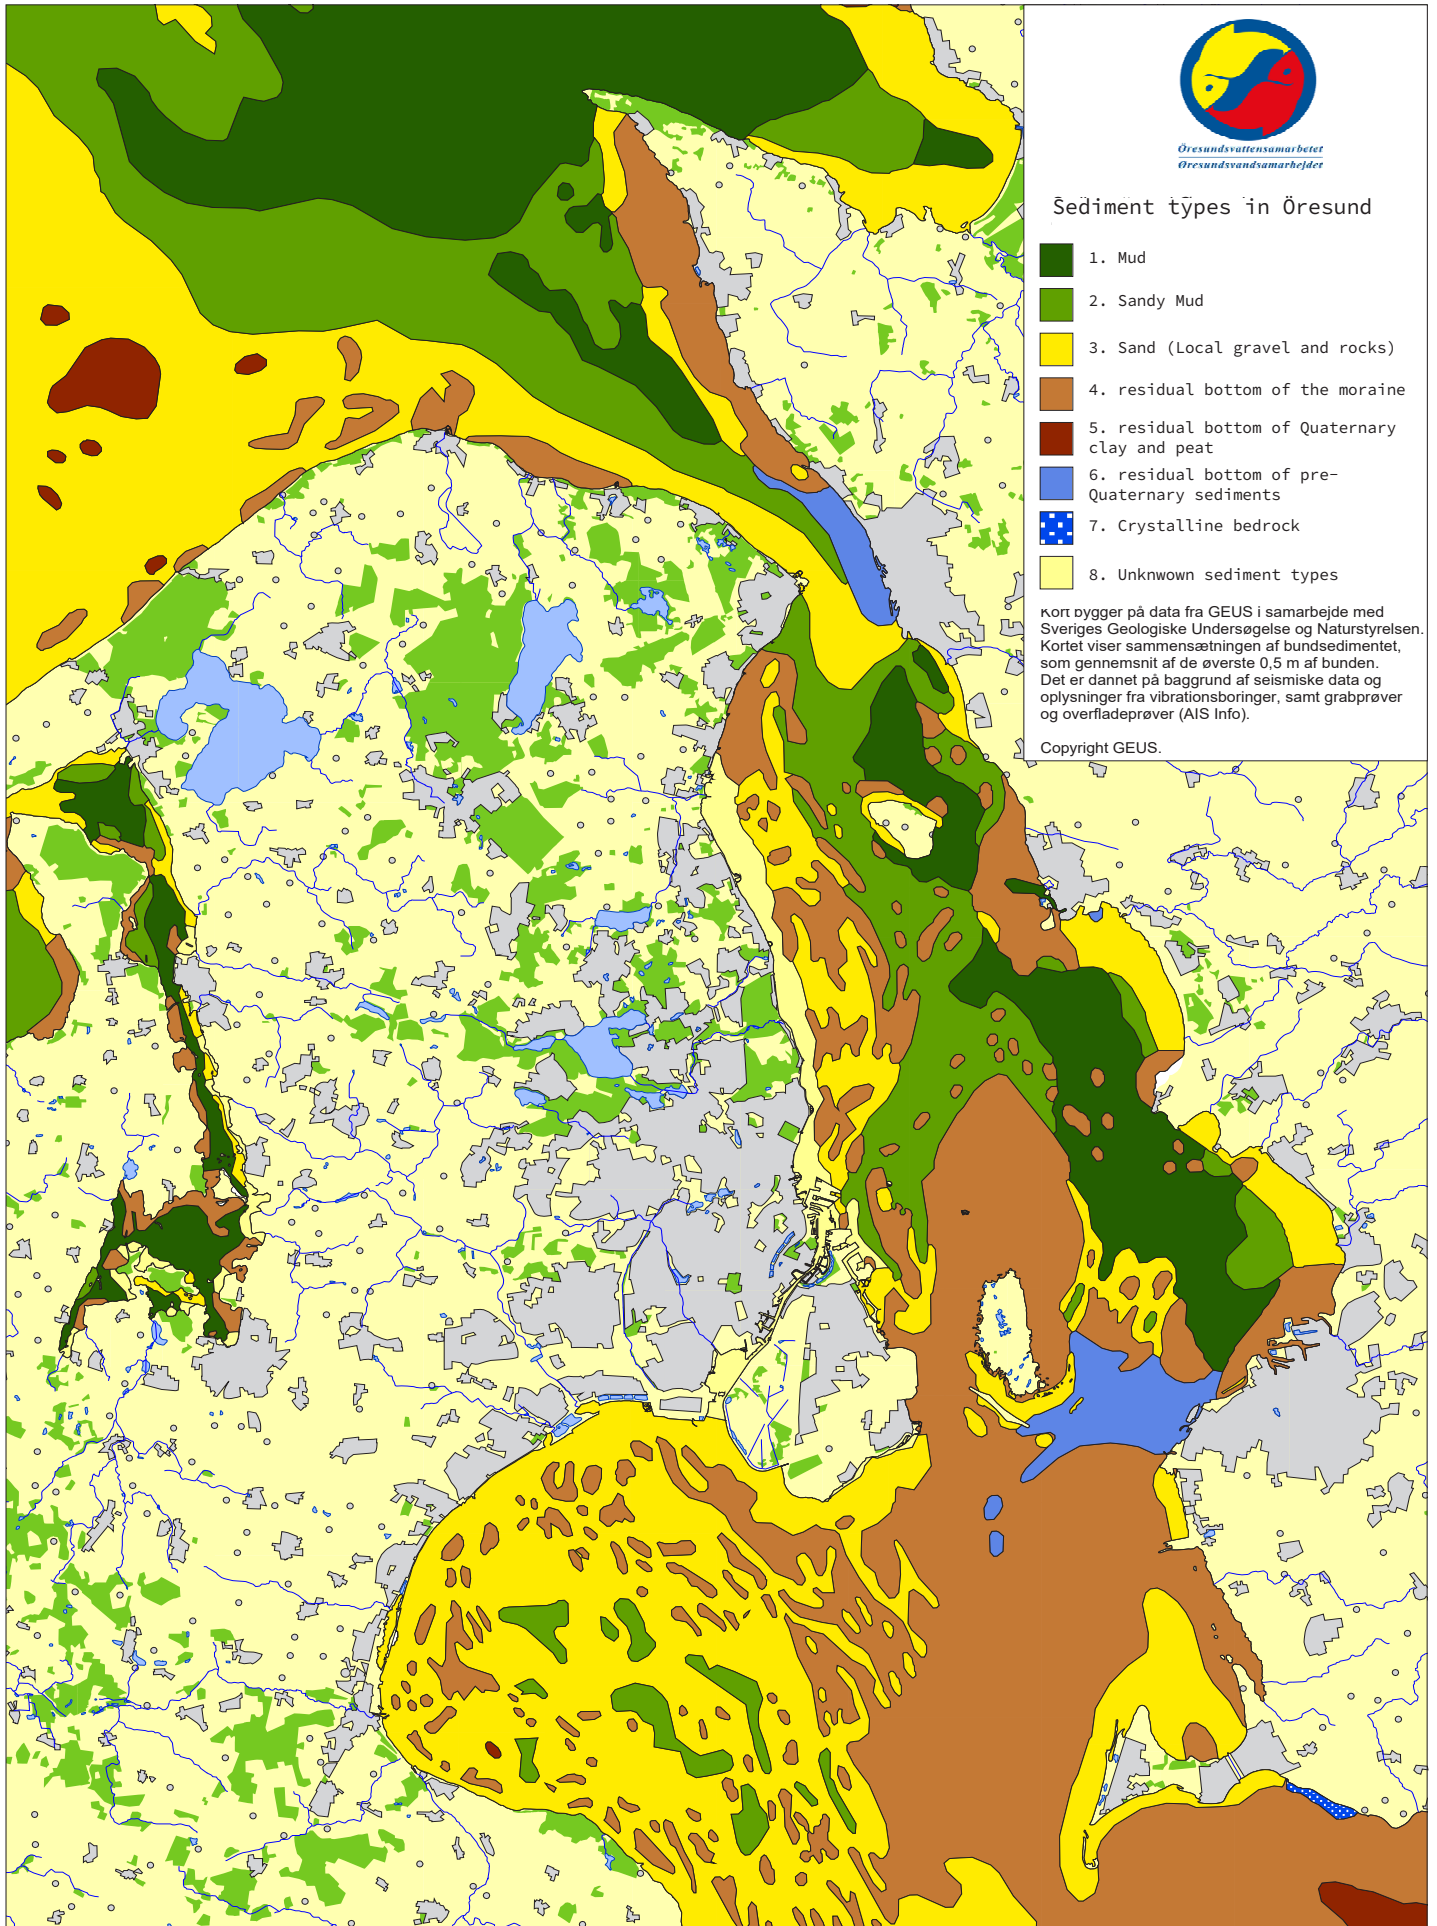 Öresundsvattensamarbetet
Øresundsvandsamarbejdet
Sediment types in Öresund
1. Mud
2. Sandy Mud
3. Sand (Local gravel and rocks)
4. residual bottom of the moraine
5. residual bottom of Quaternary
clay and peat
6. residual bottom of pre-
Quaternary sediments
7. Crystalline bedrock
8. Unknwown sediment types
Kort bygger på data fra GEUS i samarbejde med
Sveriges Geologiske Undersøgelse og Naturstyrelsen.
Kortet viser sammensætningen af bundsedimentet,
som gennemsnit af de øverste 0,5 m af bunden.
Det er dannet på baggrund af seismiske data og
oplysninger fra vibrationsboringer, samt grabprøver
og overfladeprøver (AIS Info).
Copyright GEUS.